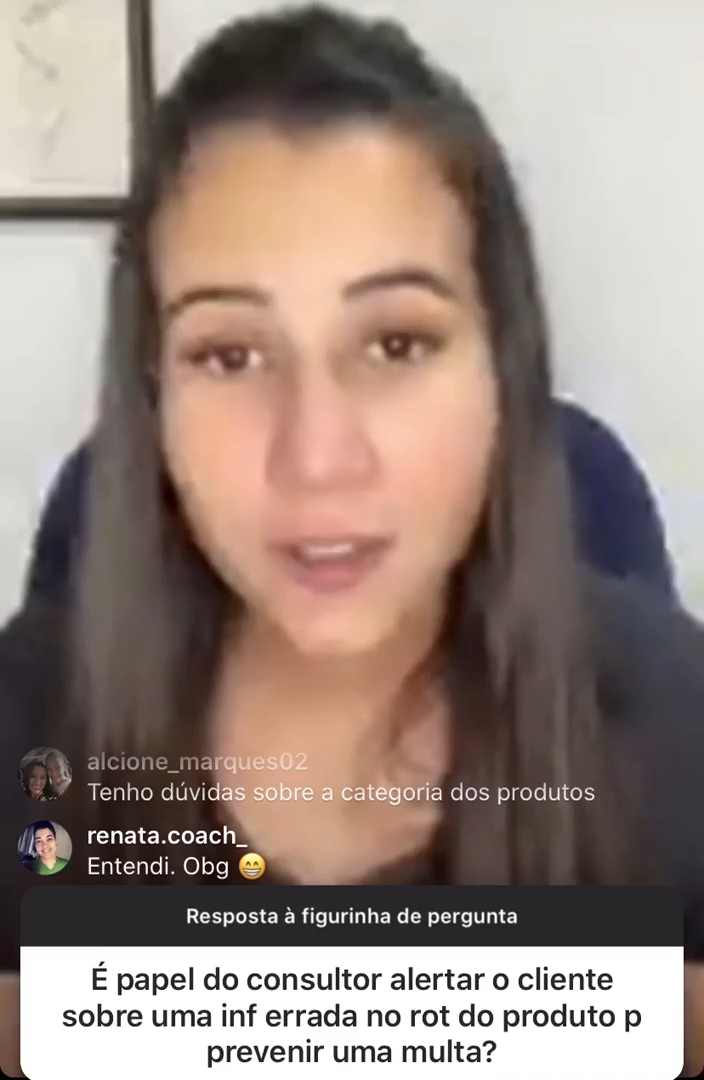 alcione_marques02
Tenho dúvidas sobre a categoria dos produtos
renata.coach_
Entendi. Obg 😁
Resposta à figurinha de pergunta
É papel do consultor alertar o cliente
sobre uma inf errada no rot do produto p
prevenir uma multa?